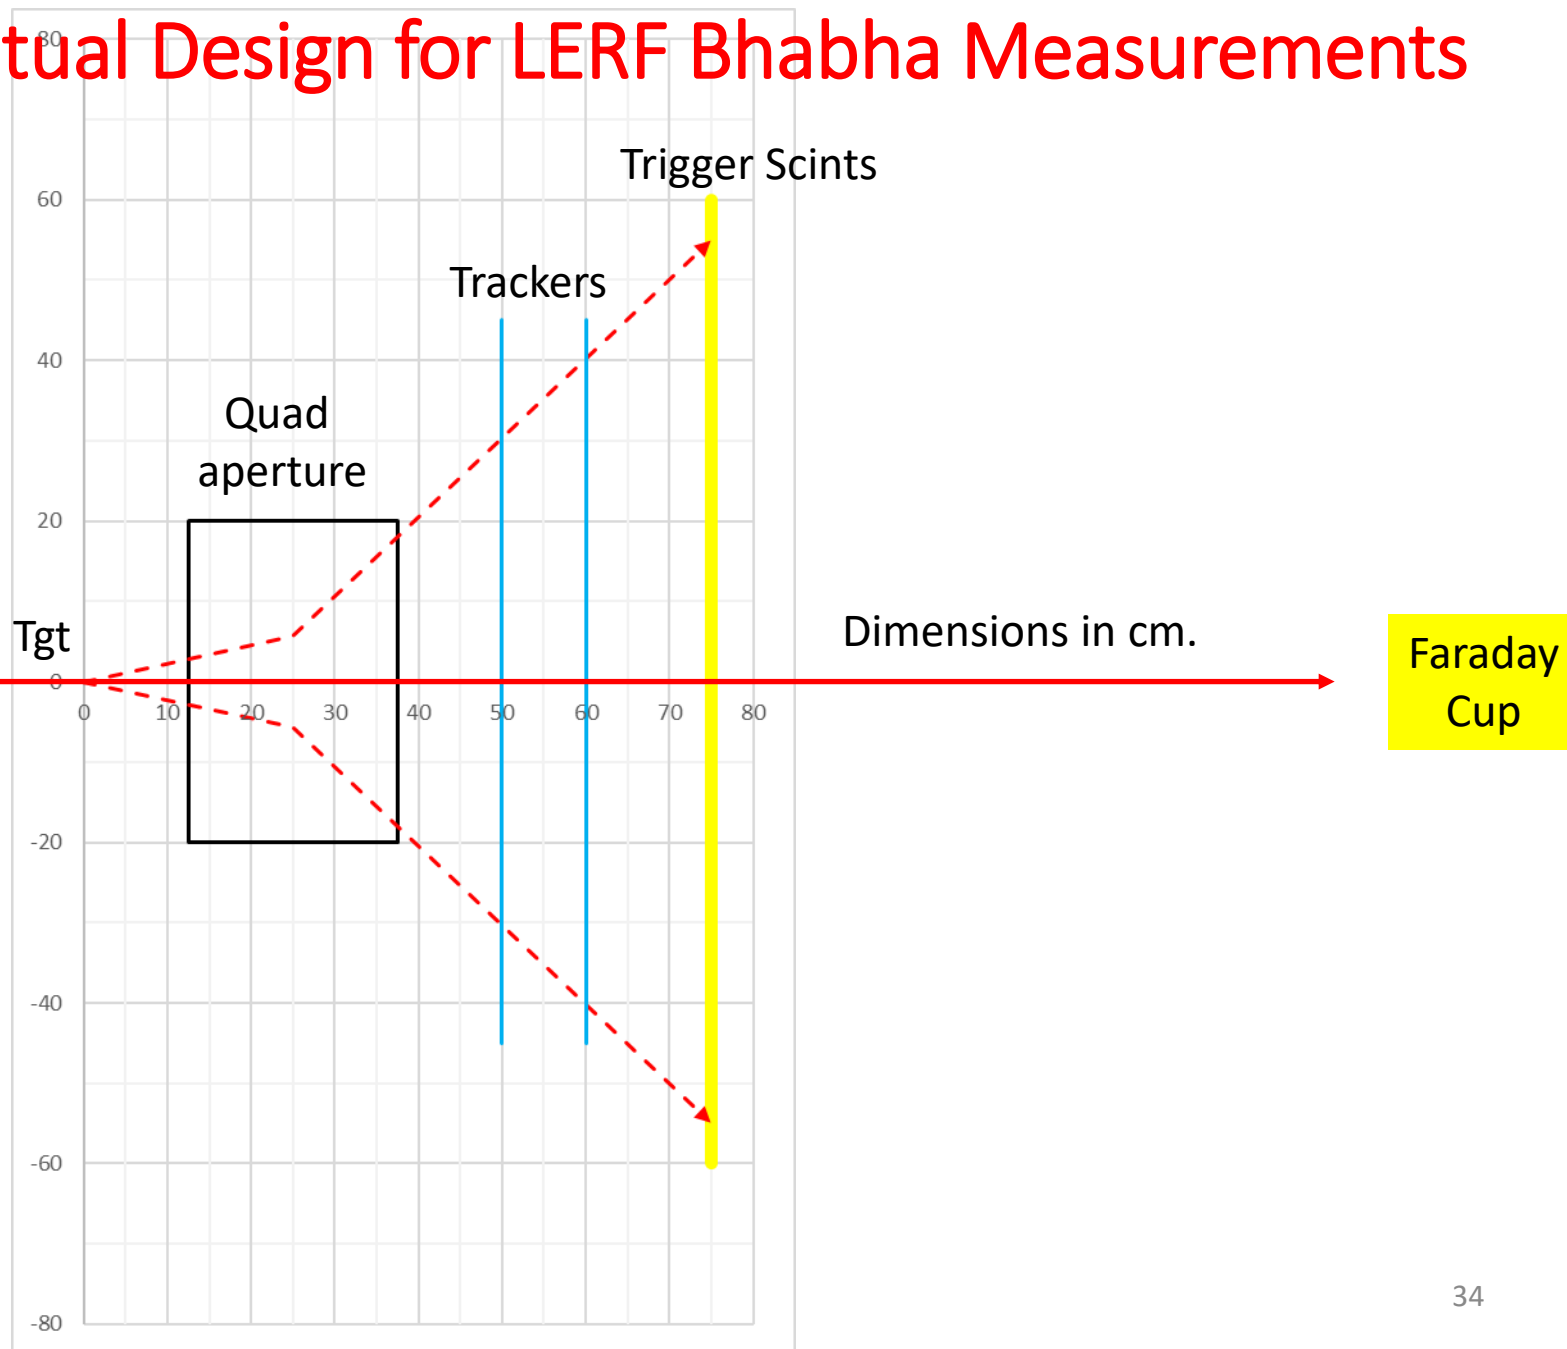 tual Design for LERF Bhabha Measurements
80
Trigger Scints
60
Trackers
40
Quad
aperture
20
Tgt
Dimensions in cm.
Faraday
Cup
0
0 10 20 30 40 50 60 70 80
-20
-40
-60
-80
34